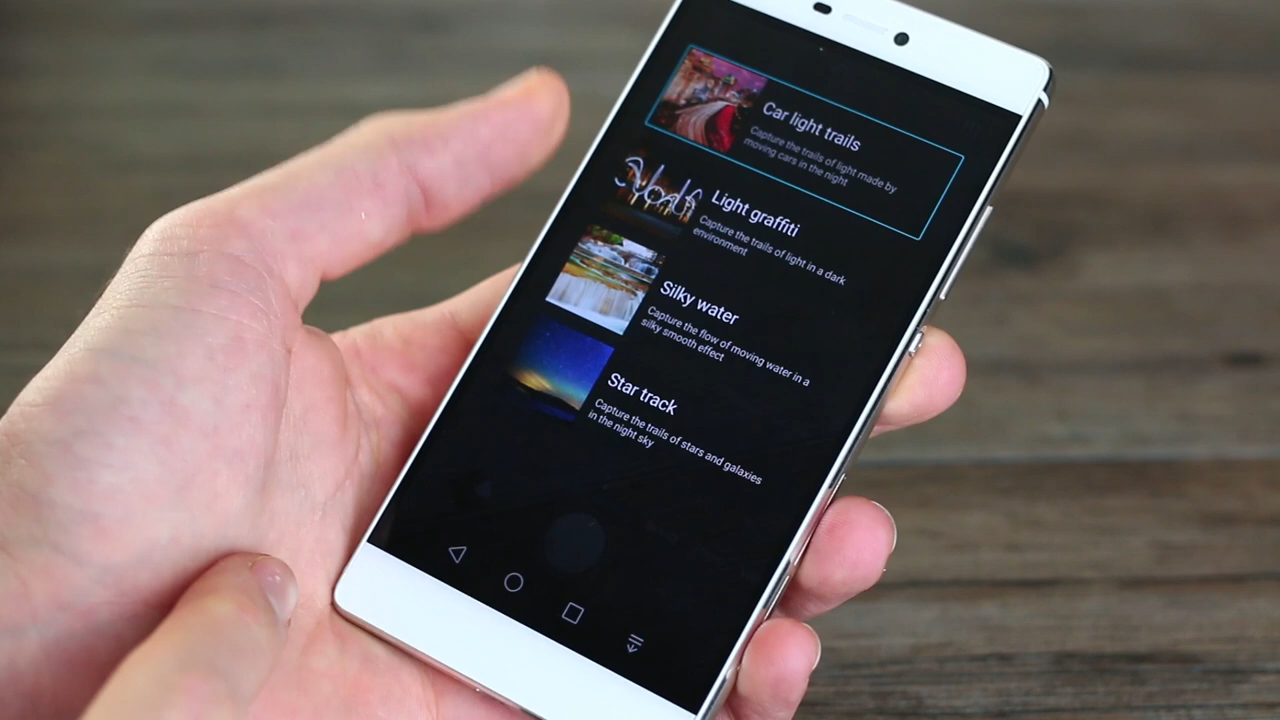 Car light trails
Capture the trails of light made by
moving cars in the night
Light graffiti
Capture the trails of light in a dark
environment
Silky water
Capture the flow of moving water in a
silky smooth effect
Star track
Capture the trails of stars and galaxies
in the night sky